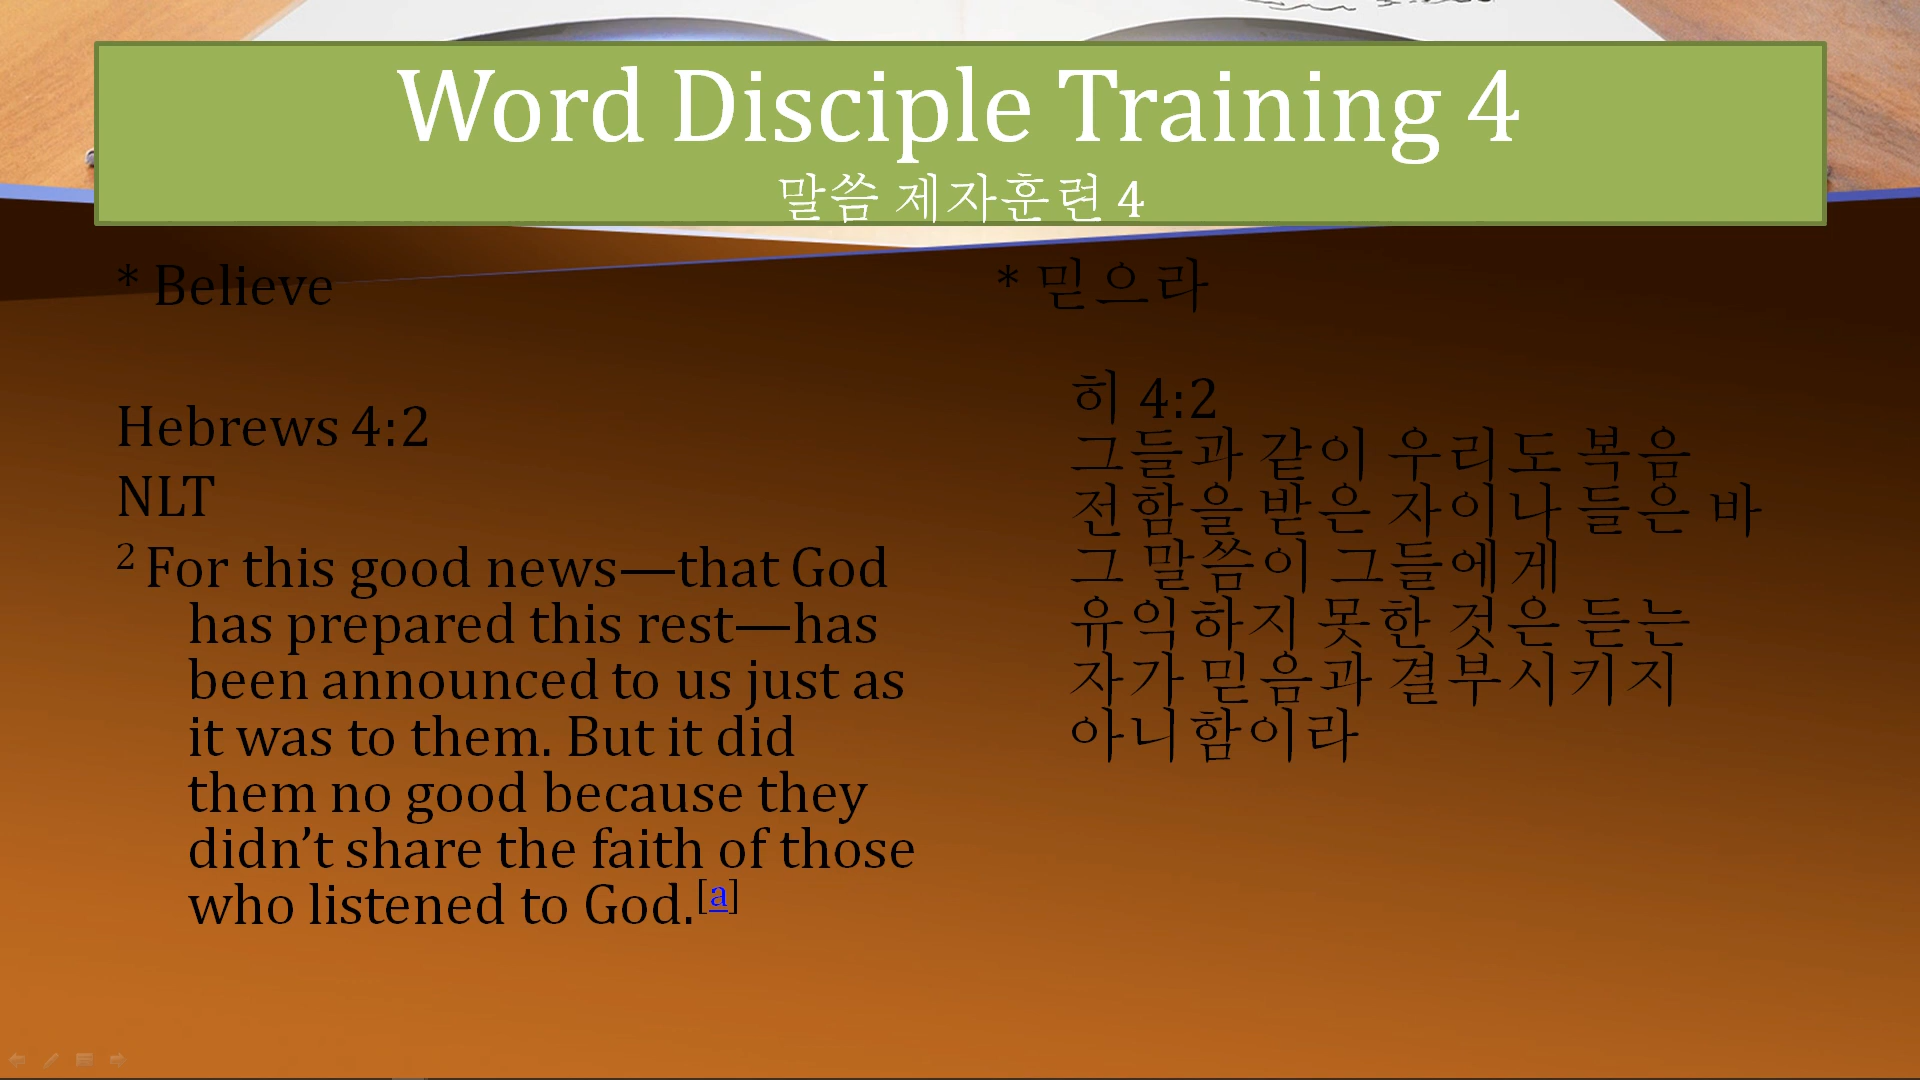 Word Disciple Training 4
말씀 제자훈련 4
* Believe
Hebrews 4:2
NLT
2 For this good news—that God
has prepared this rest—has
been announced to us just as
it was to them. But it did
them no good because they
didn’t share the faith of those
who listened to God.[a]
* 믿으라
히 4:2
그들과 같이 우리도 복음
전함을 받은 자이나 들은 바
그 말씀이 그들에게
유익하지 못한 것은 듣는
자가 믿음과 결부시키지
아니함이라